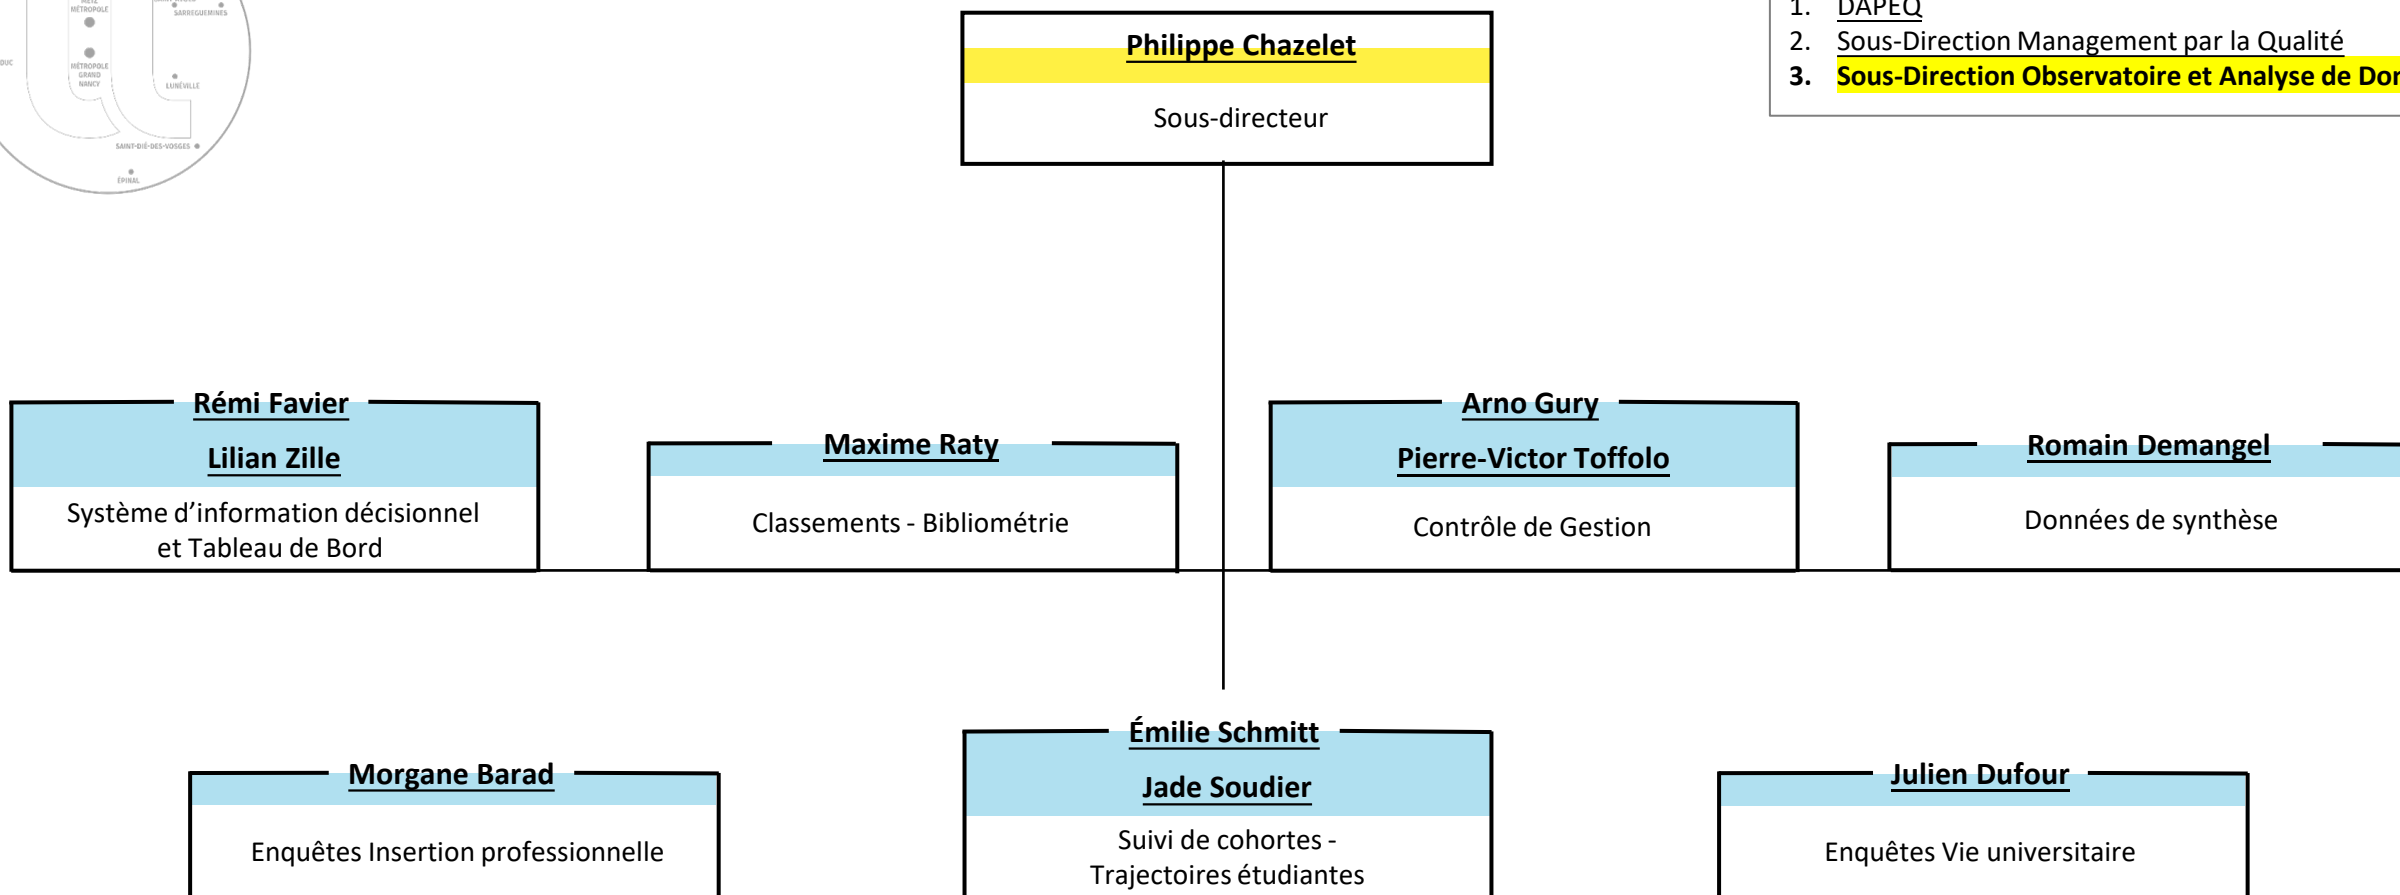 METZ
MÉTROPOLE
SARREGUEMINES
MÉTROPOLE
GRAND
NANCY
LUNÉVILLE
SAINT-DIÉ-DES-VOSGES
ÉPINAL
1. DAPEQ
2. Sous-Direction Management par la Qualité
3. Sous-Direction Observatoire et Analyse de
Philippe Chazelet
Sous-directeur
Rémi Favier
Lilian Zille
Système d’information décisionnel
et Tableau de Bord
Maxime Raty
Classements - Bibliométrie
Arno Gury
Pierre-Victor Toffolo
Contrôle de Gestion
Romain Demangel
Données de synthèse
Morgane Barad
Enquêtes Insertion professionnelle
Émilie Schmitt
Jade Soudier
Suivi de cohortes -
Trajectoires étudiantes
Julien Dufour
Enquêtes Vie universitaire